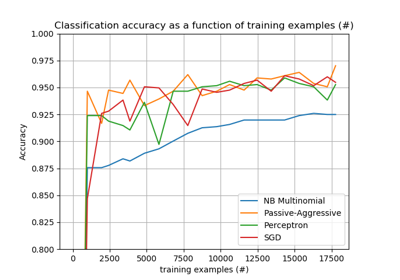 Classification accuracy as a function of training examples (#)
1.000
0.975
0.950
0.925
0.900
0.875
0.850
0.825
0.800
Accuracy
NB Multinomial
Passive-Aggressive
Perceptron
SGD
0 2500 5000 7500 10000 12500 15000 17500
training examples (#)